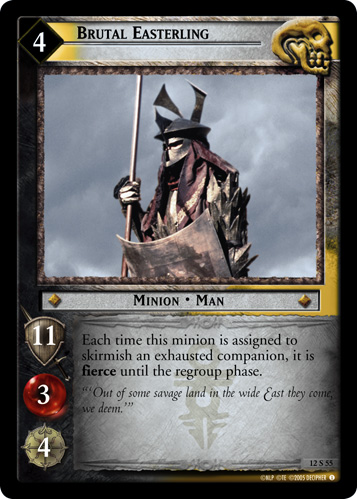 4 BRUTAL EASTERLING
MINION • MAN
11
Each time this minion is assigned to
skirmish an exhausted companion, it is
fierce until the regroup phase.
3
"'Out of some savage land in the wide East they come,
we deem.'"
4
12 S 55
©NLP ©TE ©2005 DECIPHER